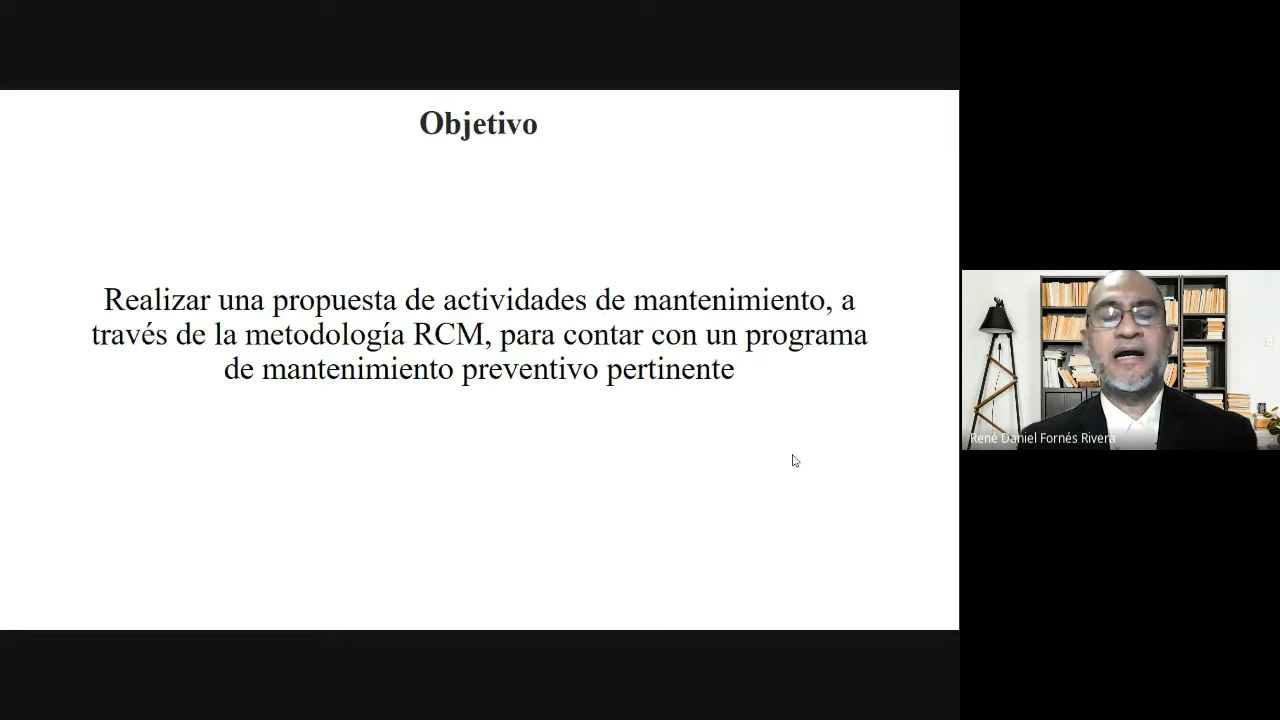 Objetivo
Realizar una propuesta de actividades de mantenimiento, a
través de la metodología RCM, para contar con un programa
de mantenimiento preventivo pertinente
René Daniel Fornés Rivera